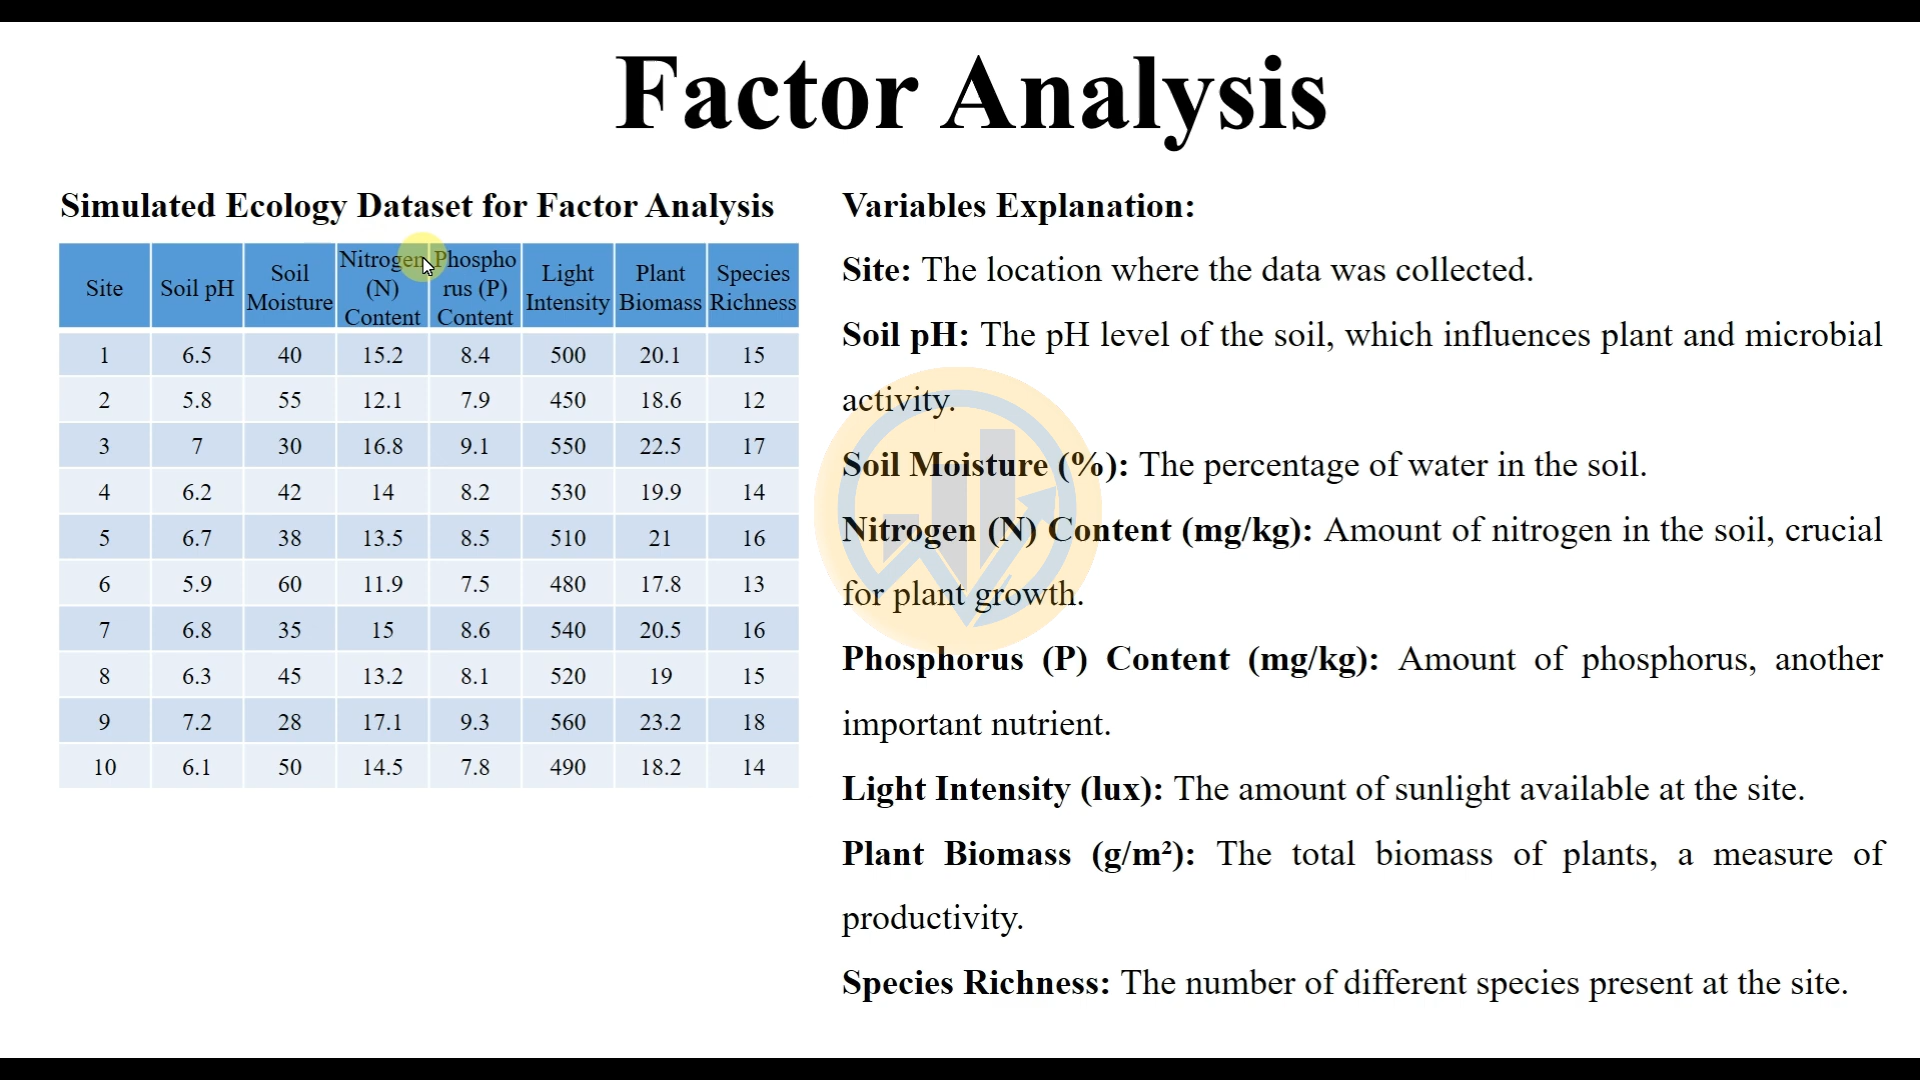 Factor Analysis
Simulated Ecology Dataset for Factor Analysis
Site Soil pH Soil Moisture Nitrogen (N) Content Phospho rus (P) Content Light Intensity Plant Biomass Species Richness
1 6.5 40 15.2 8.4 500 20.1 15
2 5.8 55 12.1 7.9 450 18.6 12
3 7 30 16.8 9.1 550 22.5 17
4 6.2 42 14 8.2 530 19.9 14
5 6.7 38 13.5 8.5 510 21 16
6 5.9 60 11.9 7.5 480 17.8 13
7 6.8 35 15 8.6 540 20.5 16
8 6.3 45 13.2 8.1 520 19 15
9 7.2 28 17.1 9.3 560 23.2 18
10 6.1 50 14.5 7.8 490 18.2 14
Variables Explanation:
Site: The location where the data was collected.
Soil pH: The pH level of the soil, which influences plant and microbial
activity.
Soil Moisture (%): The percentage of water in the soil.
Nitrogen (N) Content (mg/kg): Amount of nitrogen in the soil, crucial
for plant growth.
Phosphorus (P) Content (mg/kg): Amount of phosphorus, another
important nutrient.
Light Intensity (lux): The amount of sunlight available at the site.
Plant Biomass (g/m²): The total biomass of plants, a measure of
productivity.
Species Richness: The number of different species present at the site.